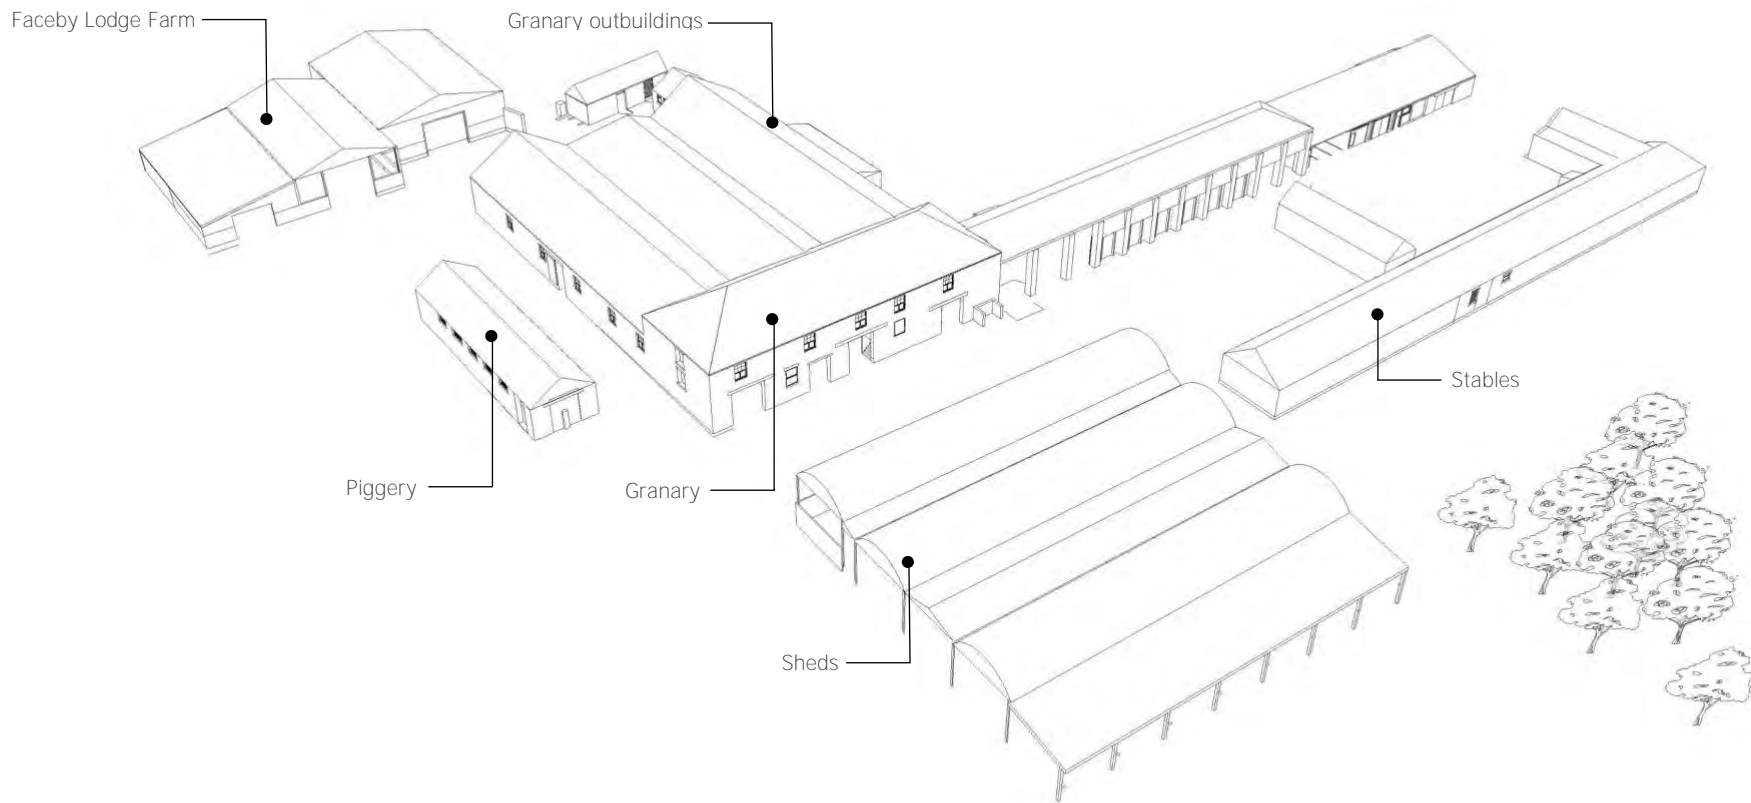 Faceby Lodge Farm
Granary outbuildings
Stables
Piggery
Granary
Sheds